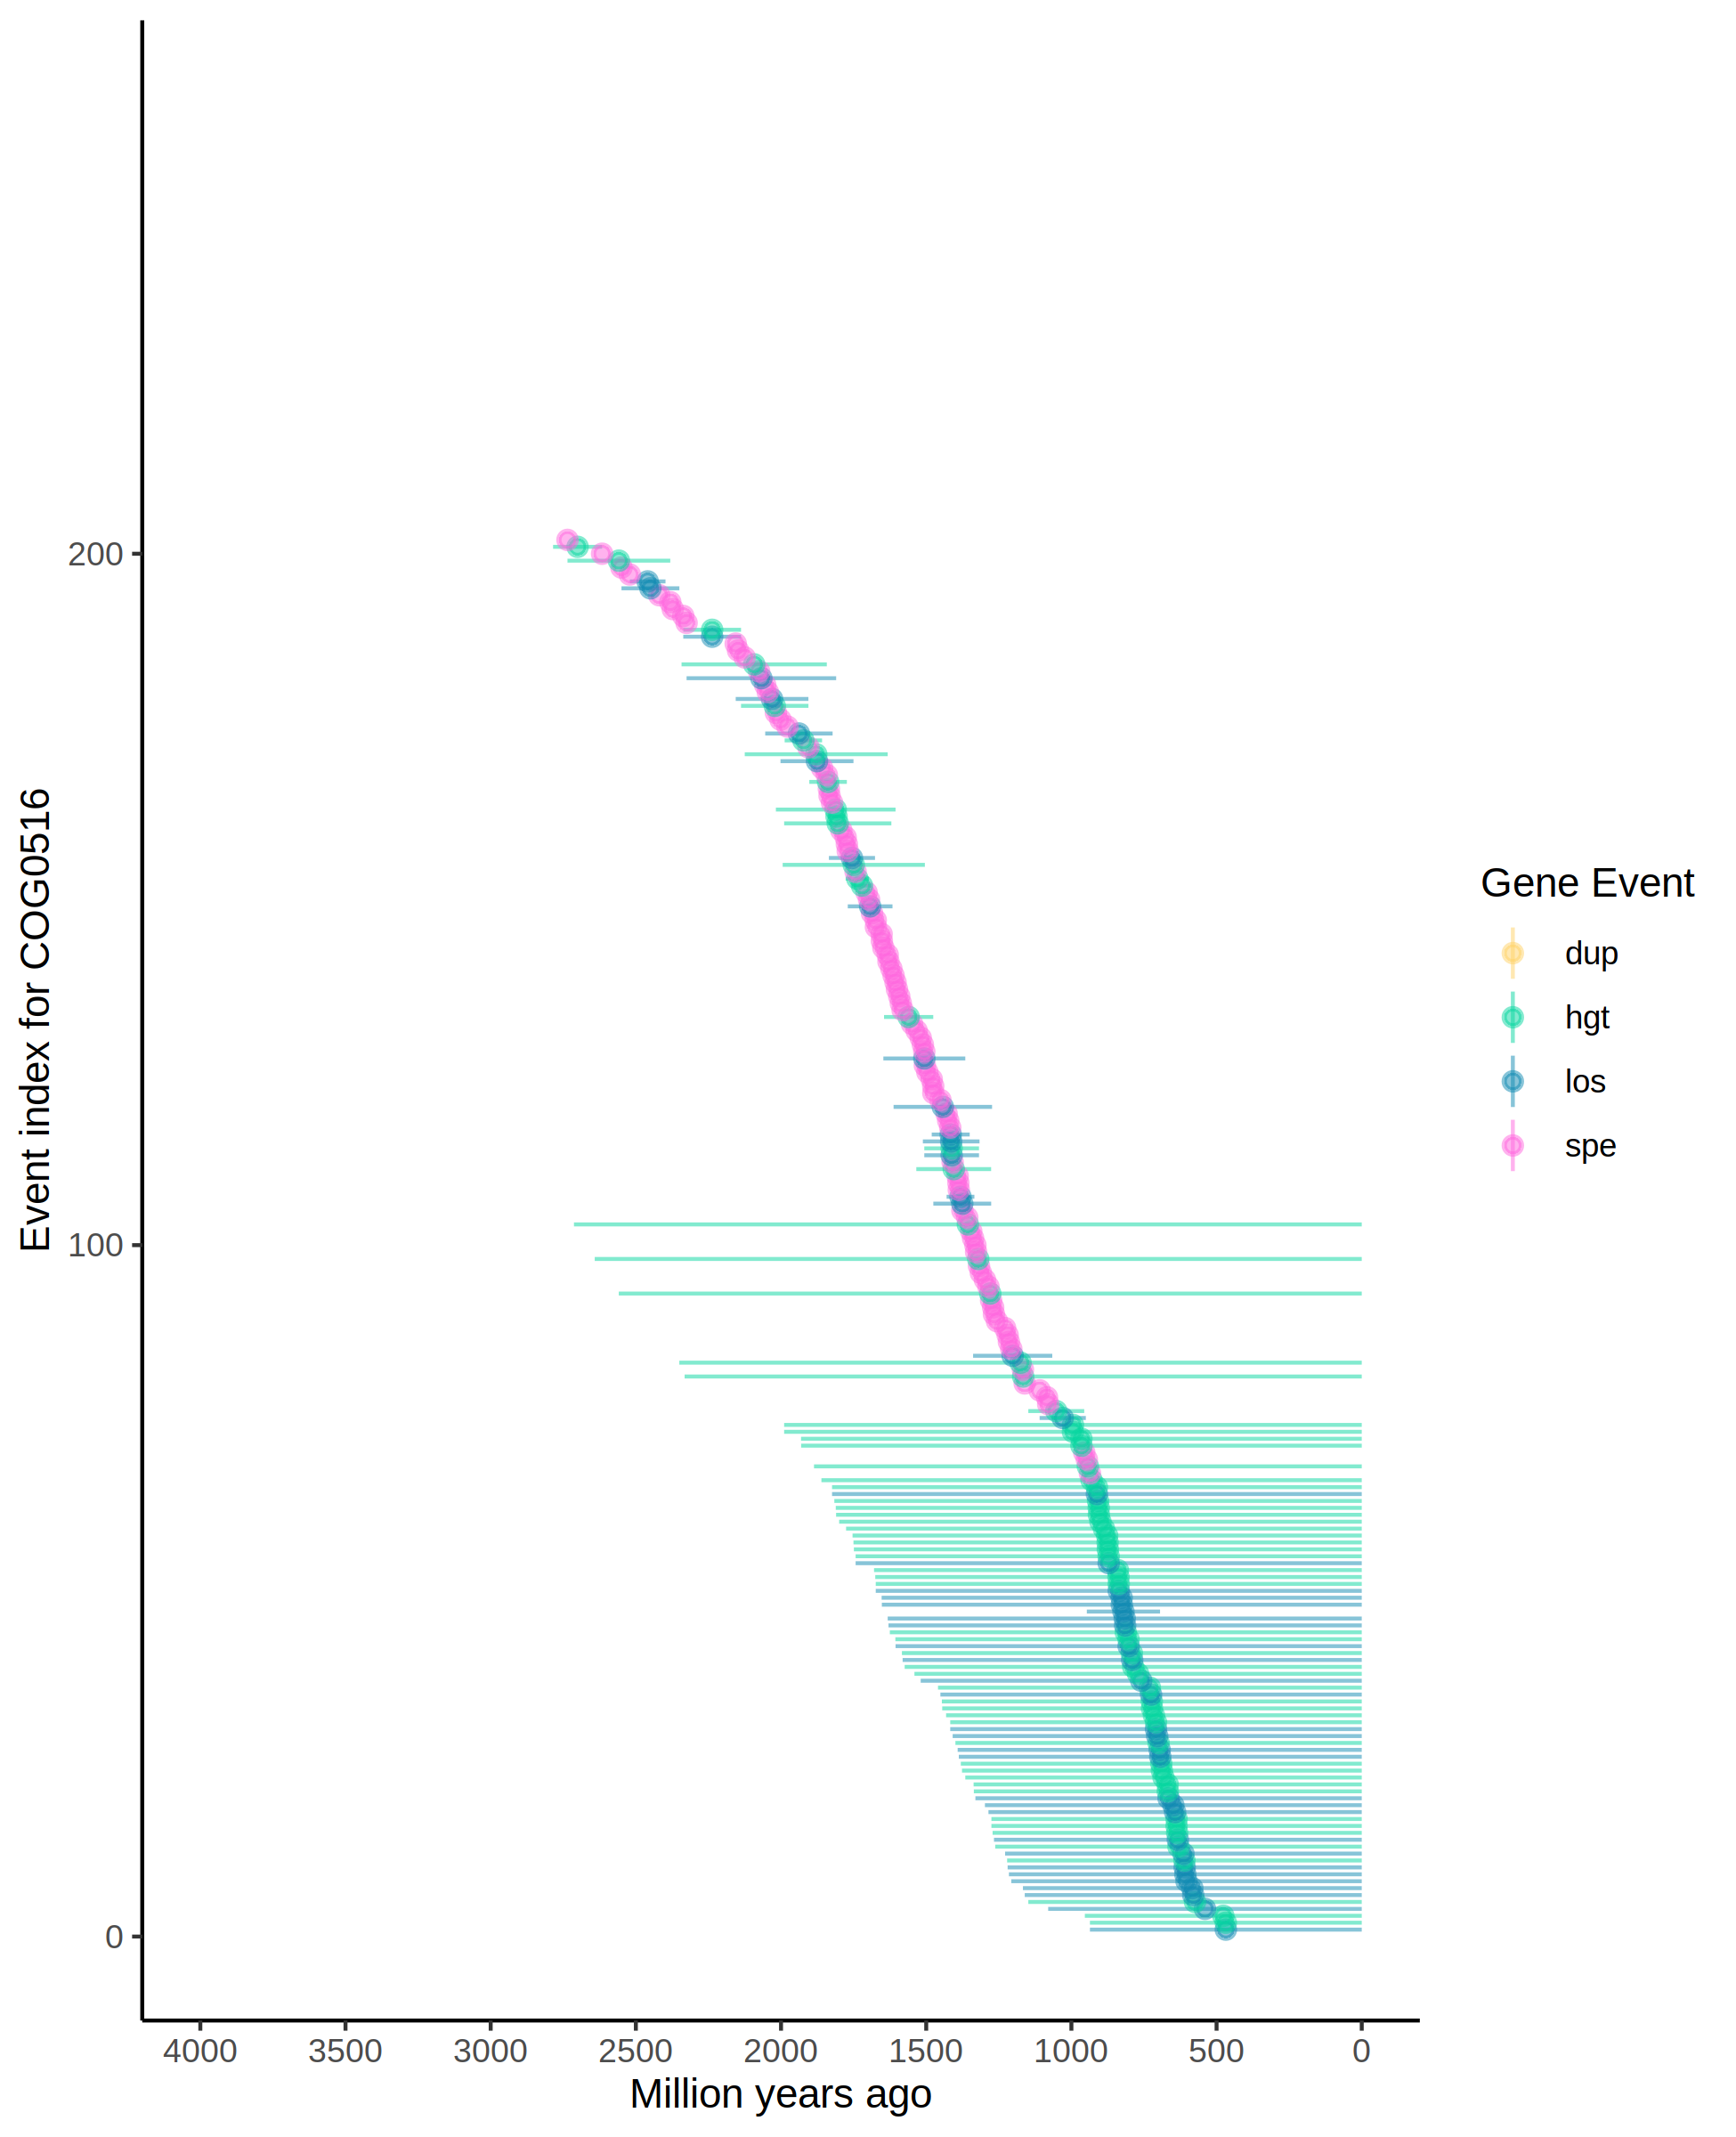 Event index for COG0516
200
100
0
4000 3500 3000 2500 2000 1500 1000 500 0
Million years ago
Gene Event
dup
hgt
los
spe